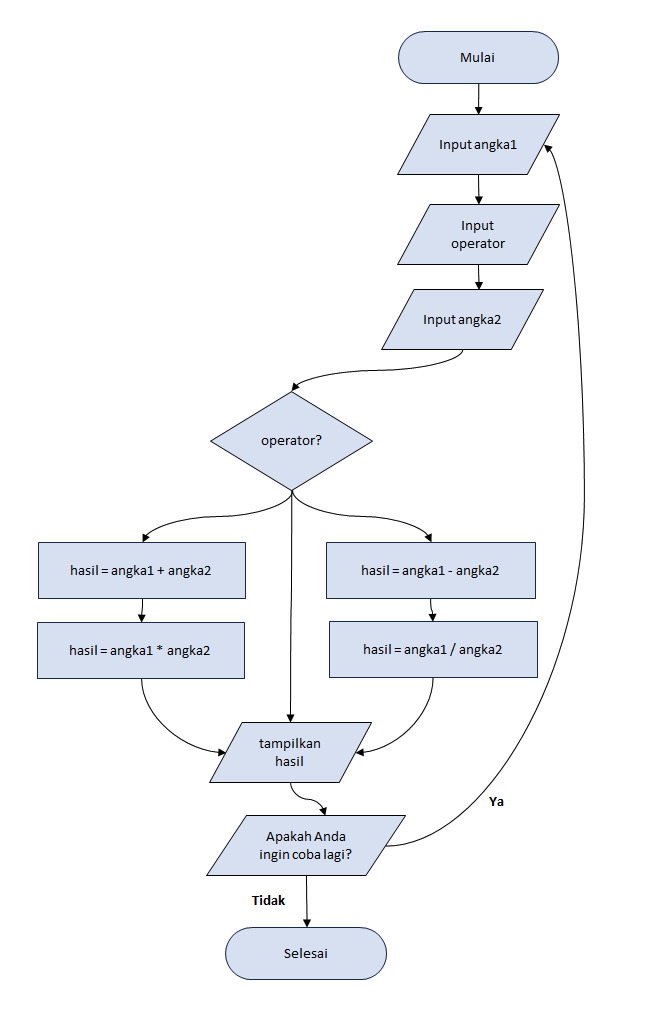 Mulai
Input angka1
Input
operator
Input angka2
operator?
hasil = angka1 + angka2
hasil = angka1 - angka2
hasil = angka1 * angka2
hasil = angka1 / angka2
tampilkan
hasil
Ya
Apakah Anda
ingin coba lagi?
Tidak
Selesai